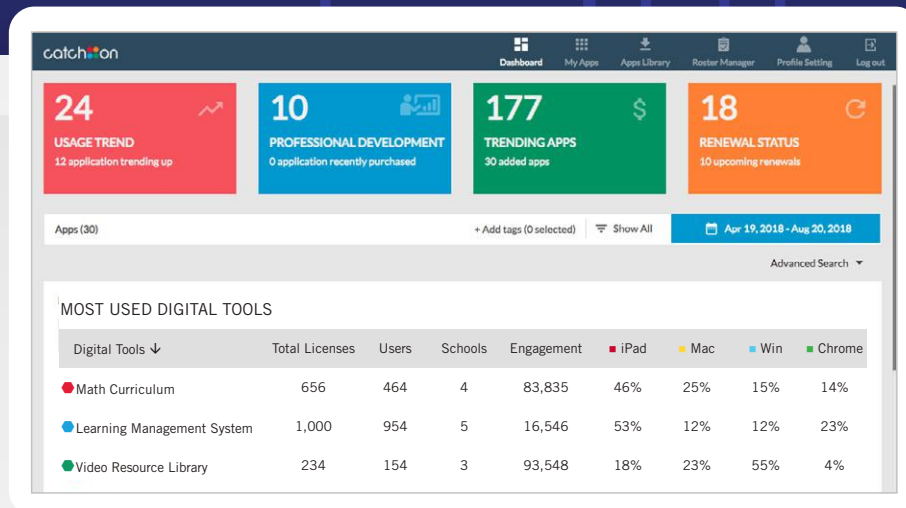 catch on
Dashboard My Apps Apps Library Roster Manager Profile Setting Log out
24
USAGE TREND
12 application trending up
10
PROFESSIONAL DEVELOPMENT
0 application recently purchased
177
$
TRENDING APPS
30 added apps
18
RENEWAL STATUS
10 upcoming renewals
Apps (30) + Add tags (0 selected) Show All Apr 19, 2018 - Aug 20, 2018
Advanced Search
MOST USED DIGITAL TOOLS
Digital Tools ↓ Total Licenses Users Schools Engagement iPad Mac Win Chrome
Math Curriculum 656 464 4 83,835 46% 25% 15% 14%
Learning Management System 1,000 954 5 16,546 53% 12% 12% 23%
Video Resource Library 234 154 3 93,548 18% 23% 55% 4%